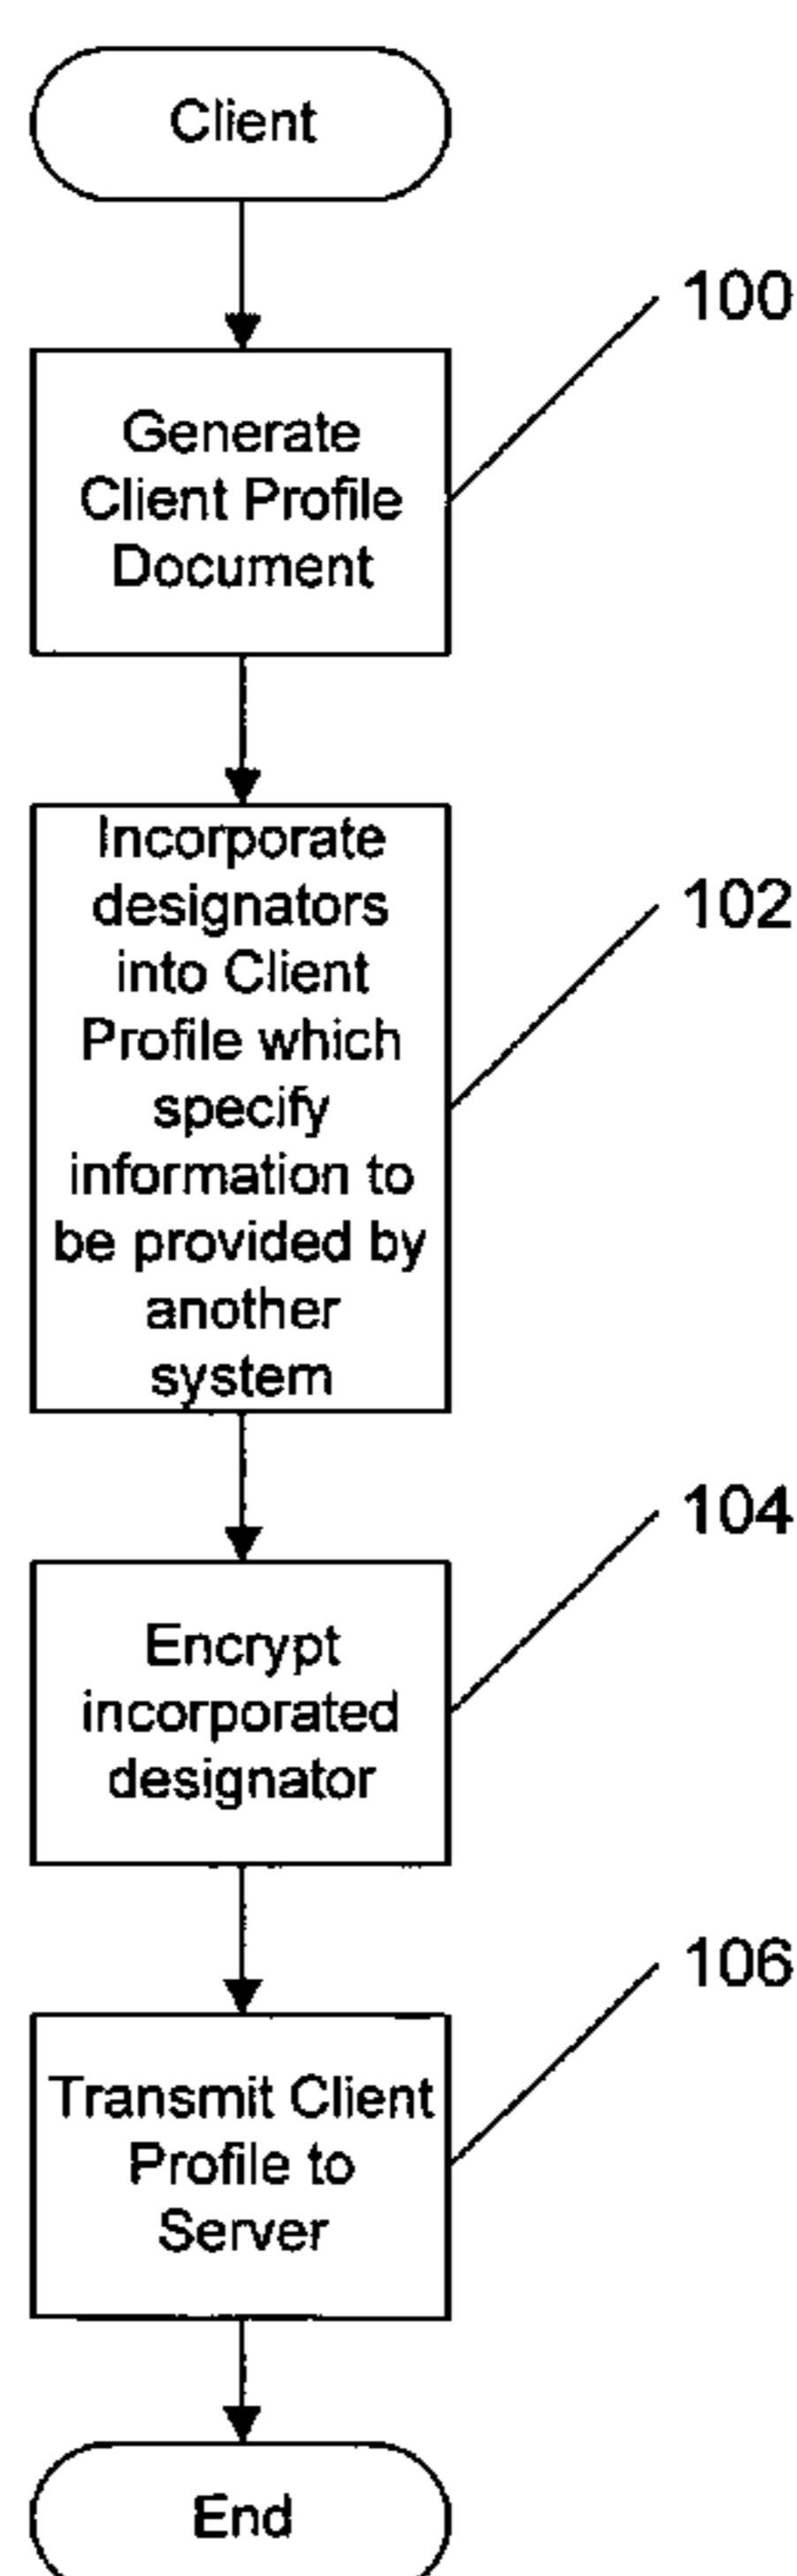 Client
100
Generate
Client Profile
Document
Incorporate
designators
into Client
Profile which
specify
information to
be provided by
another
system
102
104
Encrypt
incorporated
designator
106
Transmit Client
Profile to
Server
End